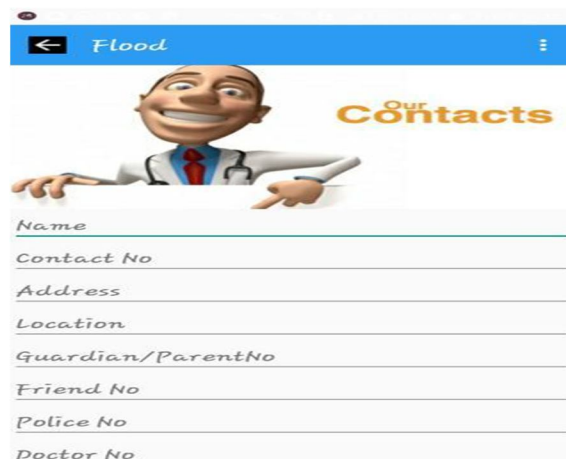 Flood
Our
Contacts
Name
Contact No
Address
Location
Guardian/ParentNo
Friend No
Police No
Doctor No